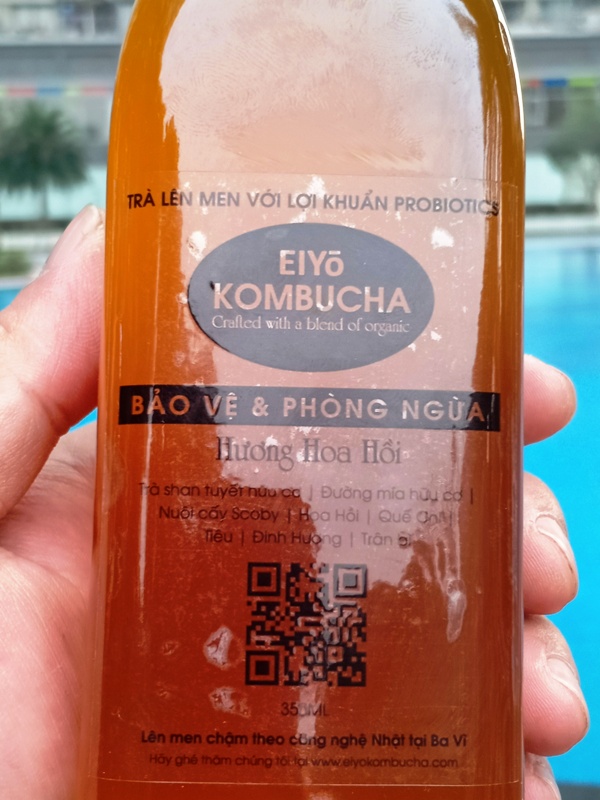 TRÀ LÊN MEN VỚI LỢI KHUẨN PROBIOTICS
EIYō
KOMBUCHA
Crafted with a blend of organic
BẢO VỆ & PHÒNG NGỪA
Hương Hoa Hồi
Trà shan tuyết hữu cơ | Đường mía hữu cơ |
Nuôi cấy Scoby | Hoa Hồi | Quế |
Tiêu | Đinh Hương | Trần
ML
Lên men chậm theo công nghệ Nhật tại Ba Vì
Hãy ghé thăm chúng tôi tại www.eiyokombucha.com